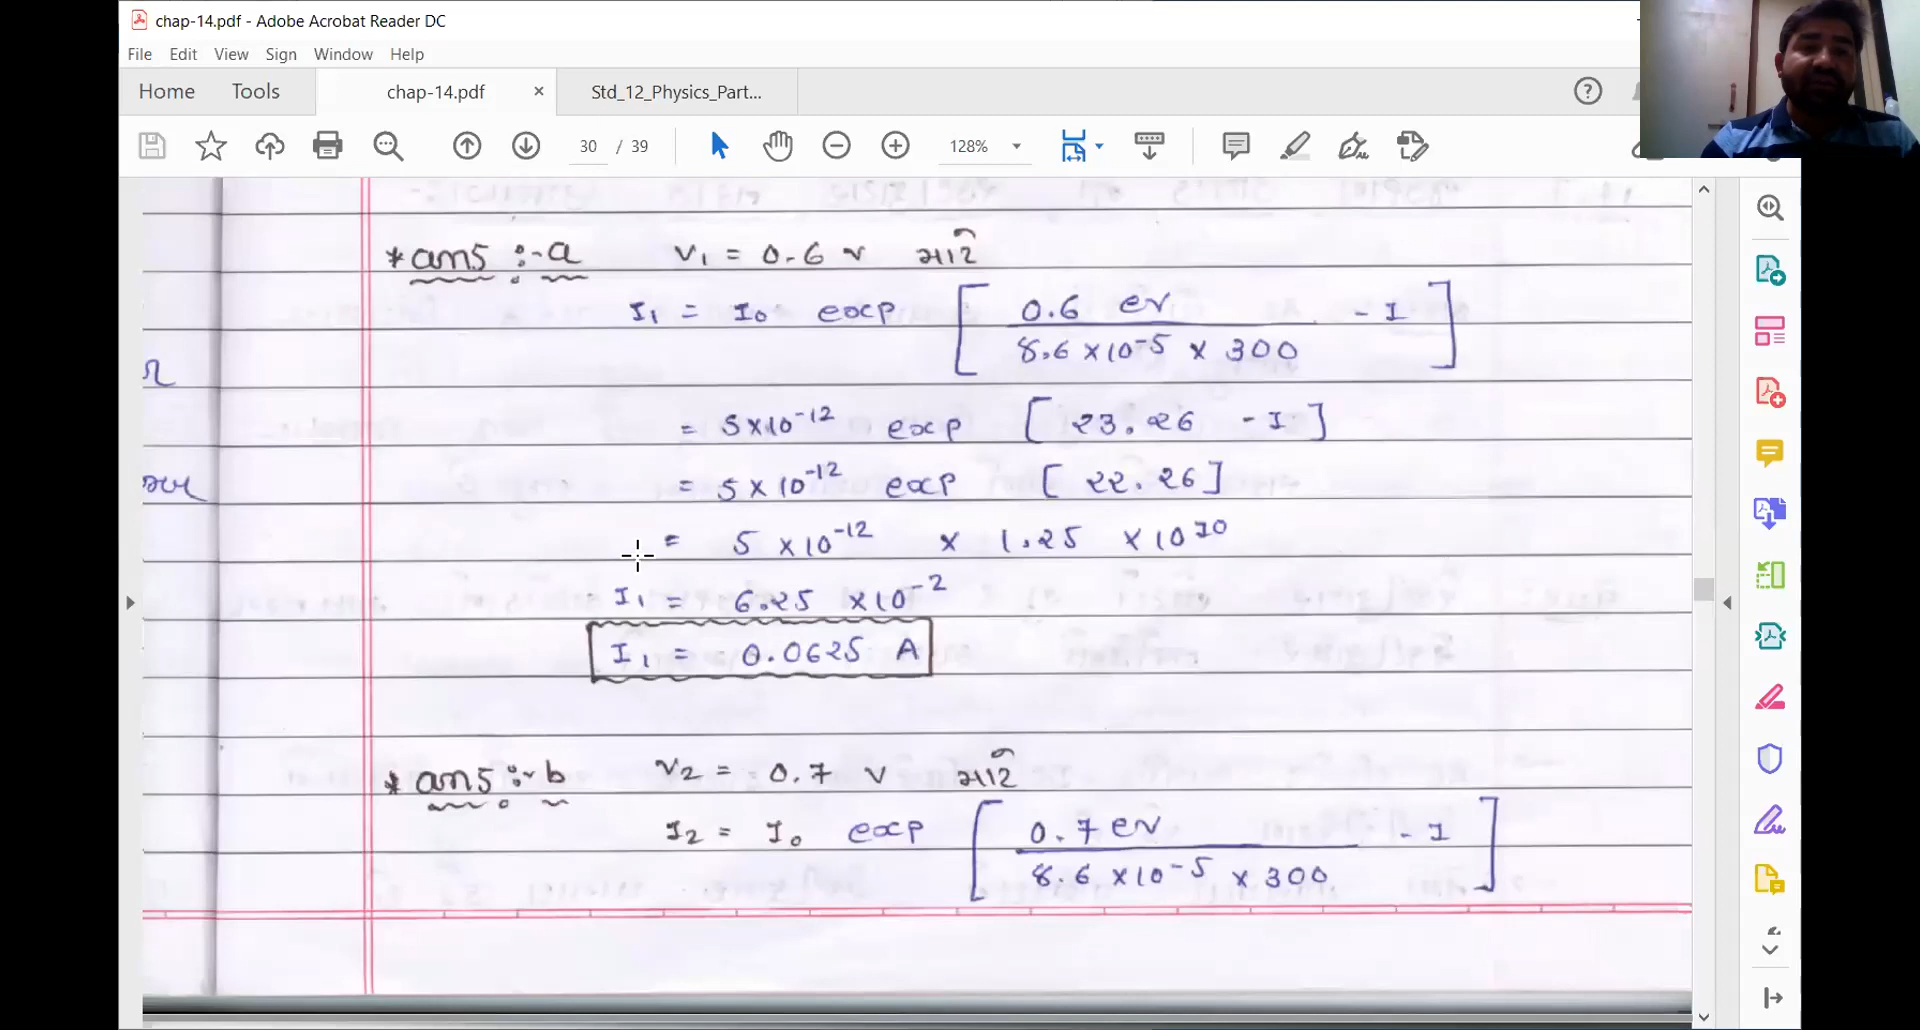 chap-14.pdf - Adobe Acrobat Reader DC
File Edit View Sign Window Help
Home Tools chap-14.pdf × Std_12_Physics_Part...
30 / 39 128%
*ans :- a V₁ = 0.6 v માટે
I₁ = I₀ exp [ 0.6 ev / 8.6 ×10⁻⁵ × 300 - 1 ]
= 5×10⁻¹² exp [ 23.26 - 1 ]
= 5 ×10⁻¹² exp [ 22.26 ]
= 5 ×10⁻¹² × 1.25 ×10¹⁰
I₁ = 6.25 ×10⁻²
I₁ = 0.0625 A
*ans :- b V₂ = 0.7 v માટે
I₂ = I₀ exp [ 0.7 ev / 8.6 ×10⁻⁵ × 300 - 1 ]